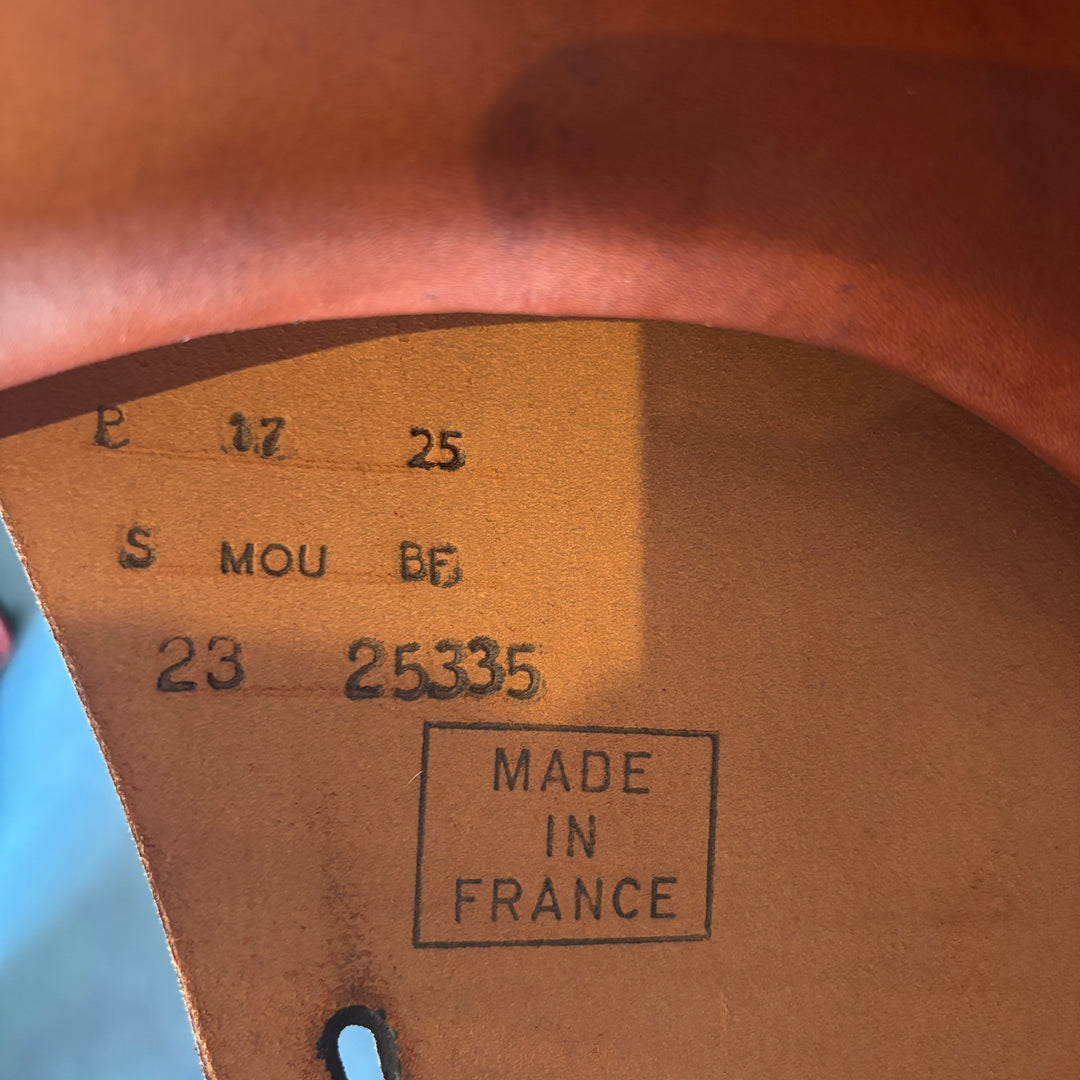 P 17 25
S MOU BF
23 25335
MADE
IN
FRANCE